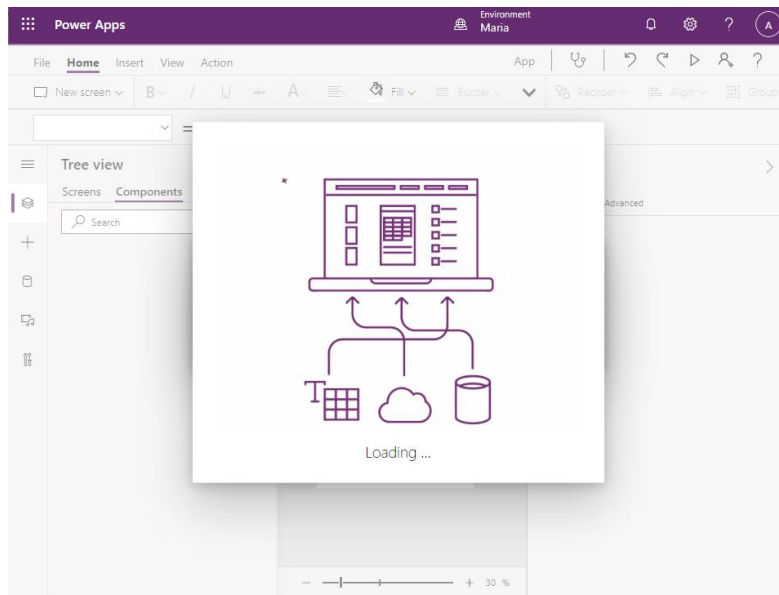 Power Apps
Environment
Maria
?
A
File Home Insert View Action
App
?
New screen
B / U abc A
Fill
Border
Reorder
Align
Group
=
Tree view
Screens Components
Search
Advanced
T
Loading ...
30 %